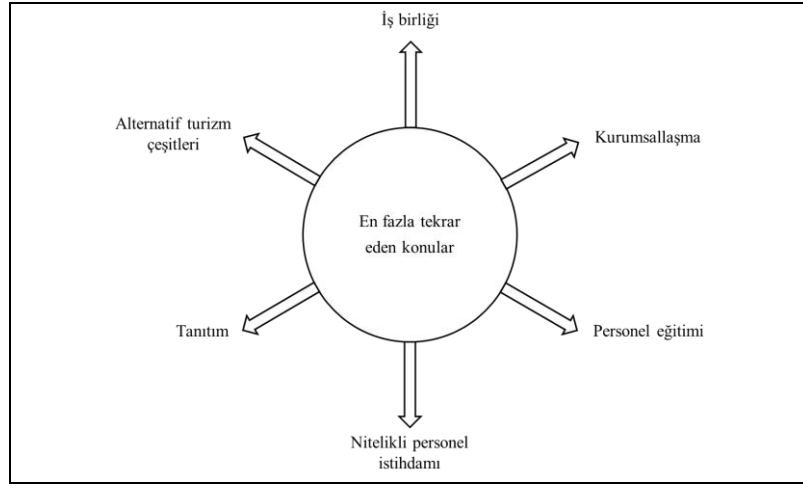 İş birliği
Alternatif turizm
çeşitleri
Kurumsallaşma
En fazla tekrar
eden konular
Tanıtım
Personel eğitimi
Nitelikli personel
istihdamı